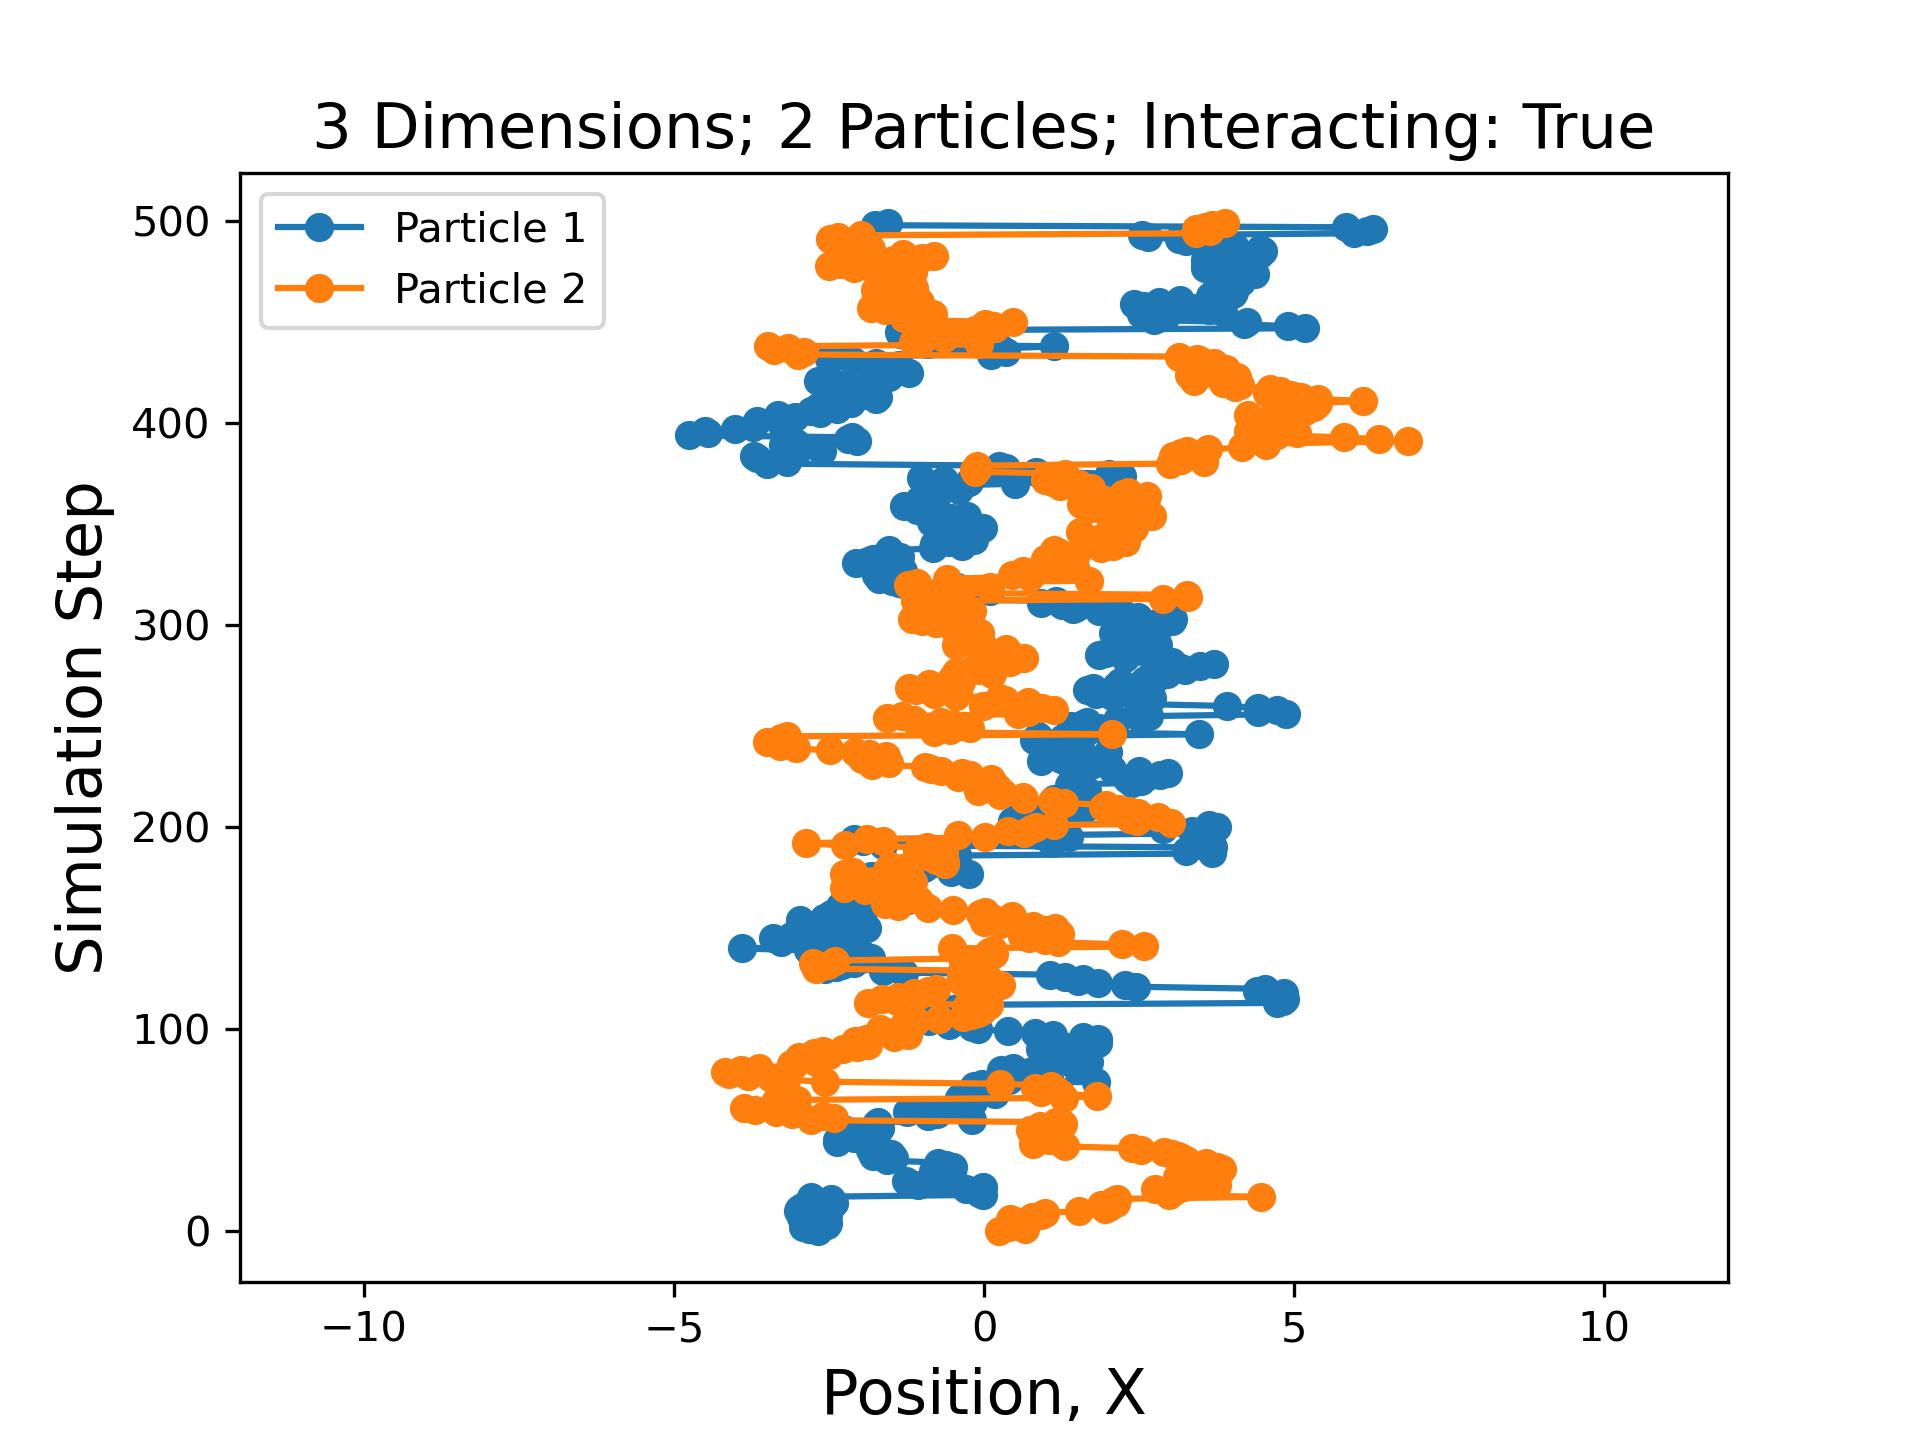 3 Dimensions; 2 Particles; Interacting: True
Particle 1
Particle 2
500
400
300
200
100
0
Simulation Step
−10
−5
0
5
10
Position, X